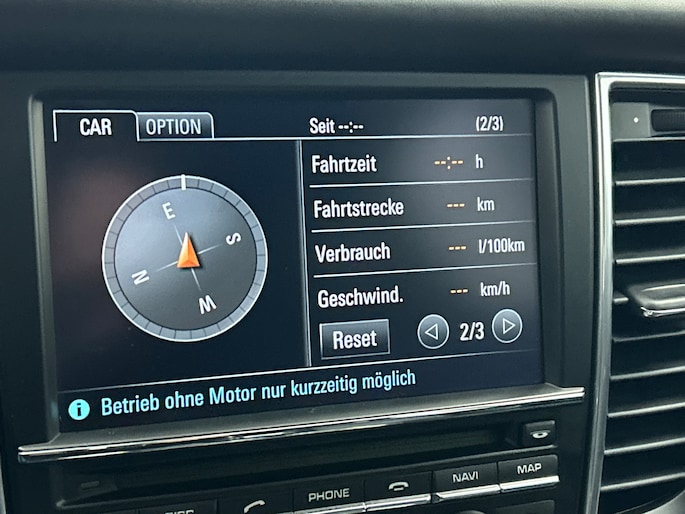 CAR OPTION Seit --:-- (2/3)
Fahrtzeit --:-- h
Fahrtstrecke --- km
Verbrauch --- l/100km
Geschwind. --- km/h
Reset 2/3
E
S
N
W
i Betrieb ohne Motor nur kurzzeitig möglich
NAVI MAP
PHONE